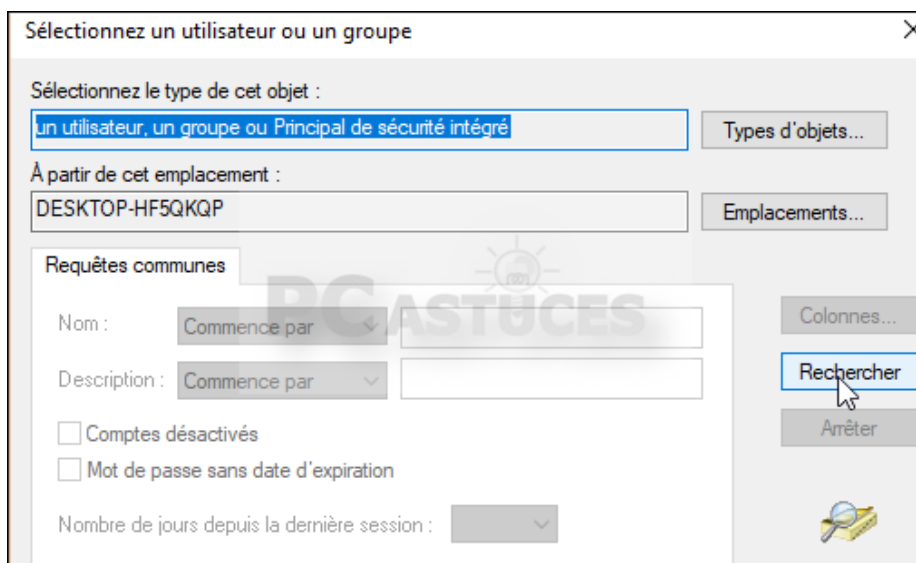 Sélectionnez un utilisateur ou un groupe
Sélectionnez le type de cet objet :
un utilisateur, un groupe ou Principal de sécurité intégré
Types d'objets...
À partir de cet emplacement :
DESKTOP-HF5QKQP
Emplacements...
Requêtes communes
PC ASTUCES
Nom :
Commence par
Colonnes...
Description :
Commence par
Rechercher
Comptes désactivés
Arrêter
Mot de passe sans date d'expiration
Nombre de jours depuis la dernière session :